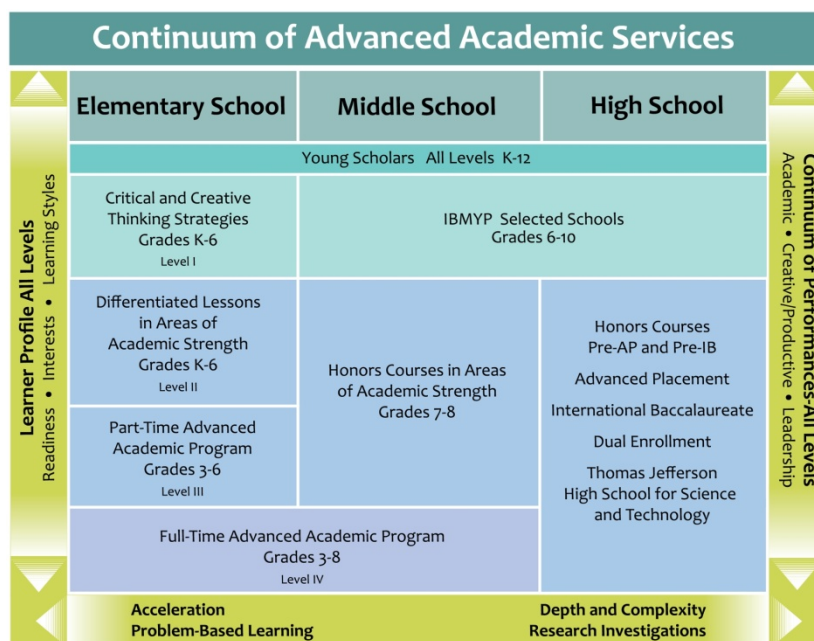 Continuum of Advanced Academic Services
Elementary School
Middle School
High School
Young Scholars All Levels K-12
Critical and Creative
Thinking Strategies
Grades K-6
Level I
IBMYP Selected Schools
Grades 6-10
Differentiated Lessons
in Areas of
Academic Strength
Grades K-6
Level II
Honors Courses in Areas
of Academic Strength
Grades 7-8
Honors Courses
Pre-AP and Pre-IB
Advanced Placement
International Baccalaureate
Dual Enrollment
Thomas Jefferson
High School for Science
and Technology
Part-Time Advanced
Academic Program
Grades 3-6
Level III
Full-Time Advanced Academic Program
Grades 3-8
Level IV
Learner Profile All Levels
Readiness • Interests • Learning Styles
Continuum of Performances-All Levels
Academic • Creative/Productive • Leadership
Acceleration
Problem-Based Learning
Depth and Complexity
Research Investigations